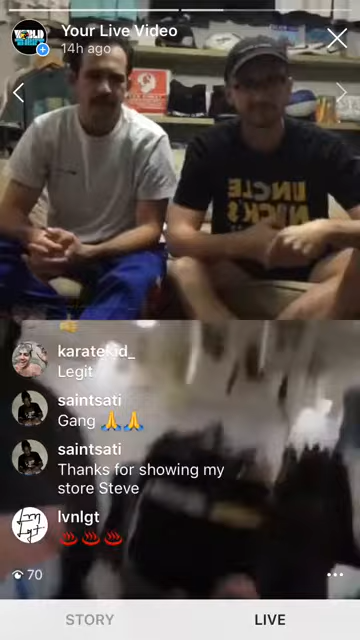 Your Live Video
14h ago
WORLD
UNCLE
NICK'S
karatekid_
Legit
saintsati
Gang 🙏🙏
saintsati
Thanks for showing my
store Steve
lvnlgt
♨️♨️♨️
70
STORY
LIVE